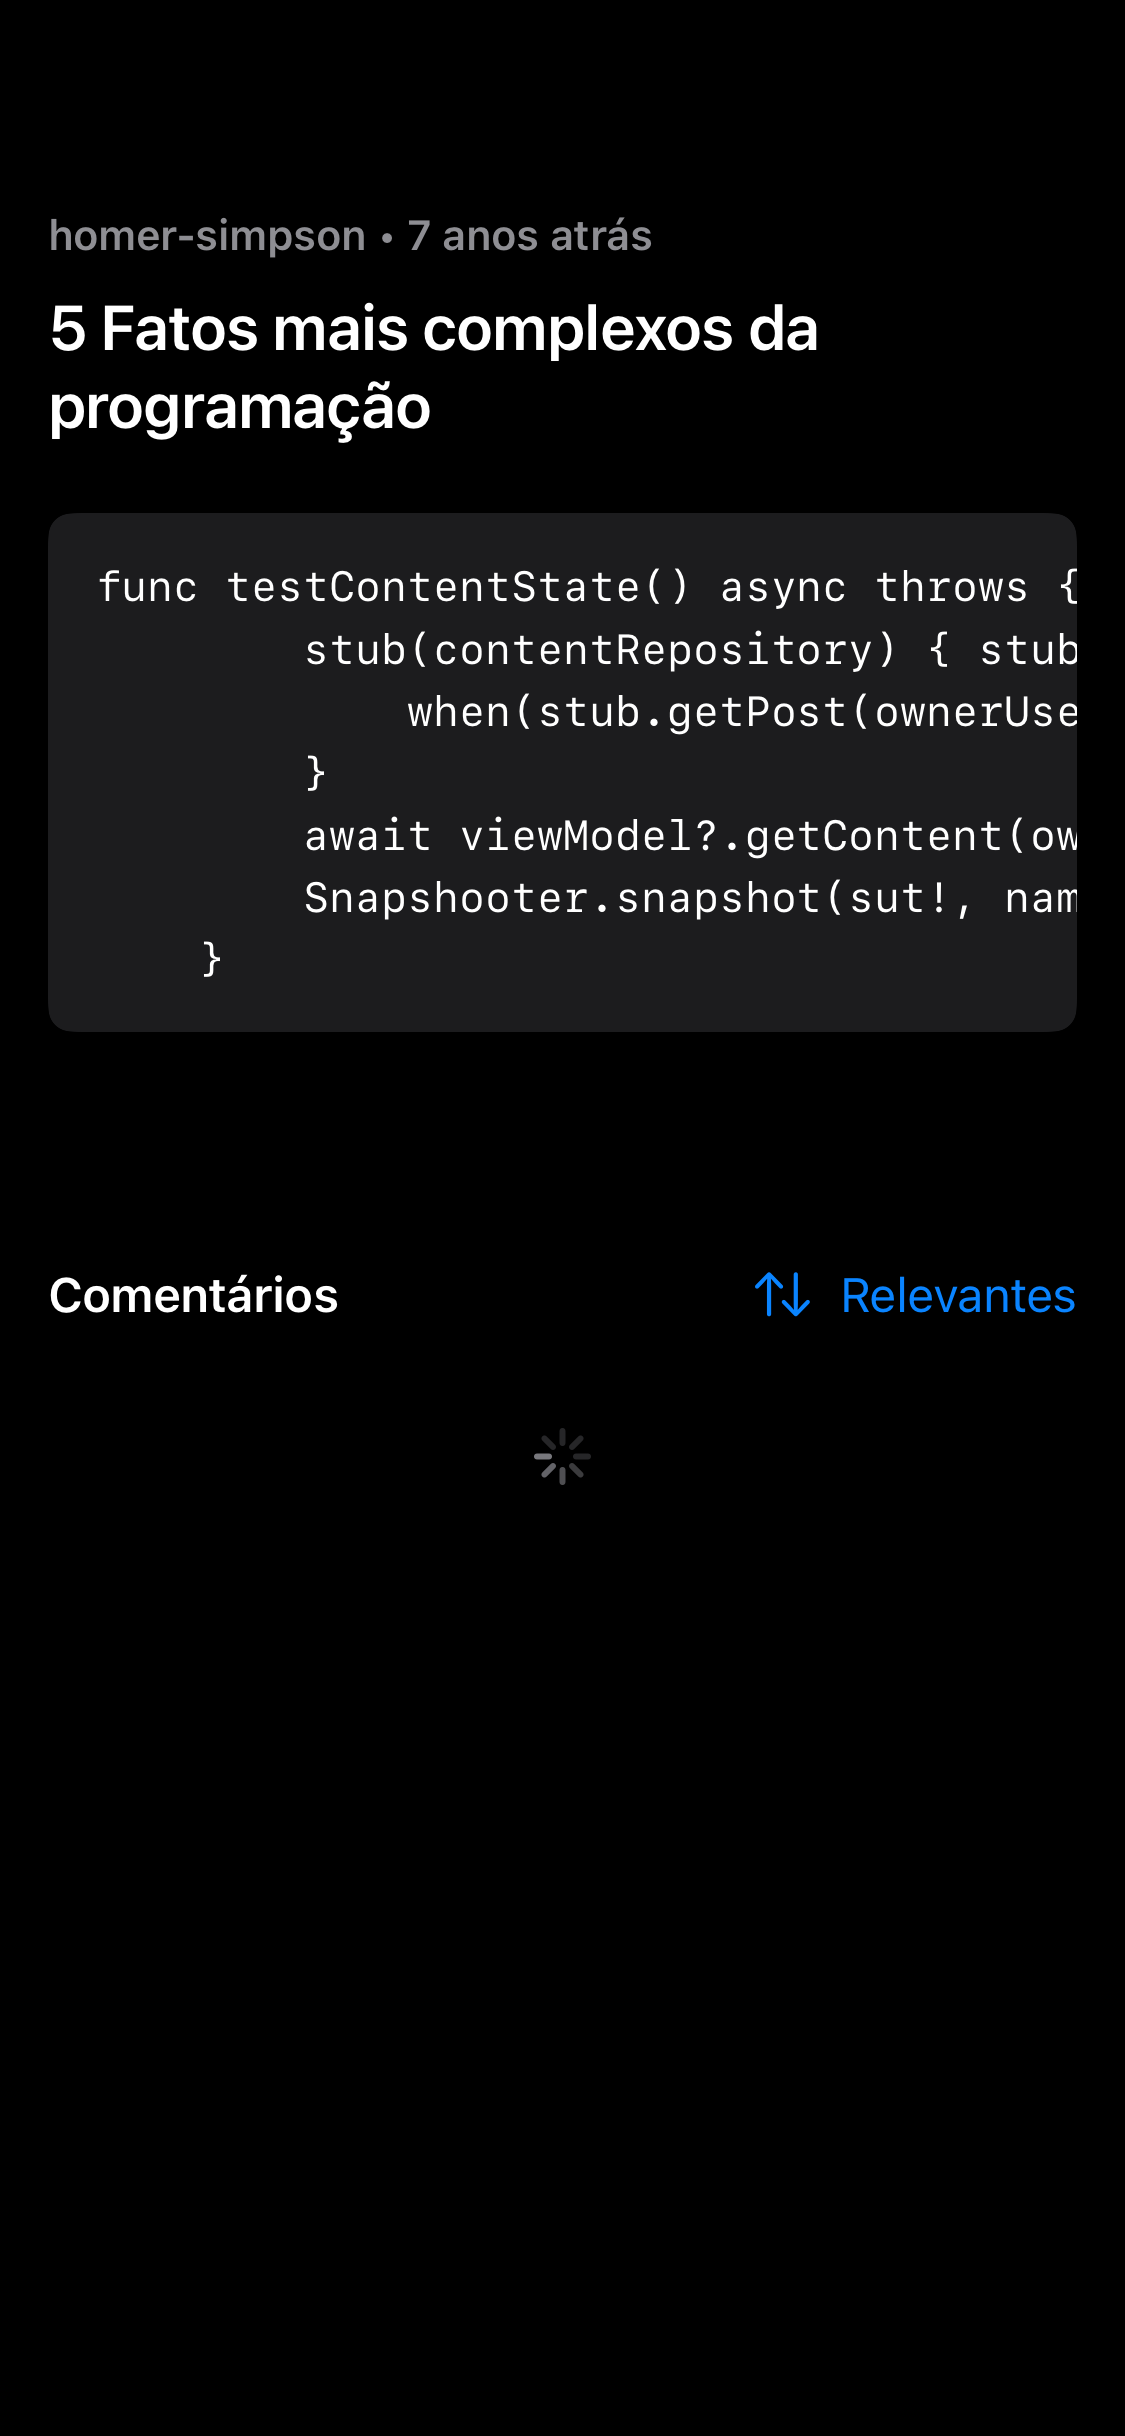 homer-simpson • 7 anos atrás
5 Fatos mais complexos da
programação
func testContentState() async throws {
        stub(contentRepository) { stub
            when(stub.getPost(ownerUse
        }
        await viewModel?.getContent(ow
        Snapshooter.snapshot(sut!, nam
    }
Comentários
Relevantes